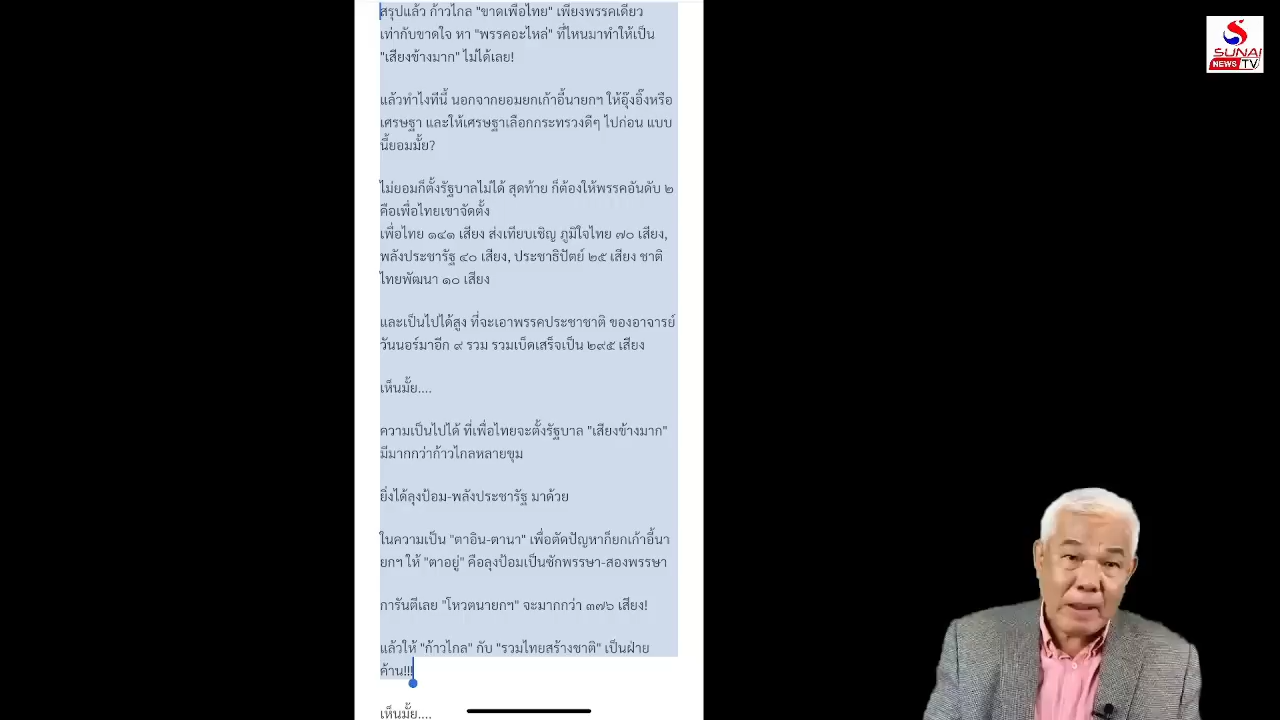 สรุปแล้ว ก้าวไกล "ขาดเพื่อไทย" เพียงพรรคเดียว
เท่ากับขาดใจ หา "พรรคอะไหล่" ที่ไหนมาทำให้เป็น
"เสียงข้างมาก" ไม่ได้เลย!
แล้วทำไงทีนี้ นอกจากยอมยกเก้าอี้นายกฯ ให้อุ๊งอิ๊งหรือ
เศรษฐา และให้เศรษฐาเลือกกระทรวงดีๆ ไปก่อน แบบ
นี้ยอมมั้ย?
ไม่ยอมก็ตั้งรัฐบาลไม่ได้ สุดท้าย ก็ต้องให้พรรคอันดับ ๒
คือเพื่อไทยเขาจัดตั้ง
เพื่อไทย ๑๔๑ เสียง ส่งเทียบเชิญ ภูมิใจไทย ๗๐ เสียง,
พลังประชารัฐ ๔๐ เสียง, ประชาธิปัตย์ ๒๕ เสียง ชาติ
ไทยพัฒนา ๑๐ เสียง
และเป็นไปได้สูง ที่จะเอาพรรคประชาชาติ ของอาจารย์
วันนอร์มาอีก ๙ รวม รวมเบ็ดเสร็จเป็น ๒๙๕ เสียง
เห็นมั้ย....
ความเป็นไปได้ ที่เพื่อไทยจะตั้งรัฐบาล "เสียงข้างมาก"
มีมากกว่าก้าวไกลหลายขุม
ยิ่งได้ลุงป้อม-พลังประชารัฐ มาด้วย
ในความเป็น "ตาอิน-ตานา" เพื่อตัดปัญหาก็ยกเก้าอี้นา
ยกฯ ให้ "ตาอยู่" คือลุงป้อมเป็นซักพรรษา-สองพรรษา
การันตีเลย "โหวตนายกฯ" จะมากกว่า ๓๗๖ เสียง!
แล้วให้ "ก้าวไกล" กับ "รวมไทยสร้างชาติ" เป็นฝ่าย
ค้าน!!!
เห็นมั้ย....
SUNAI
NEWS TV